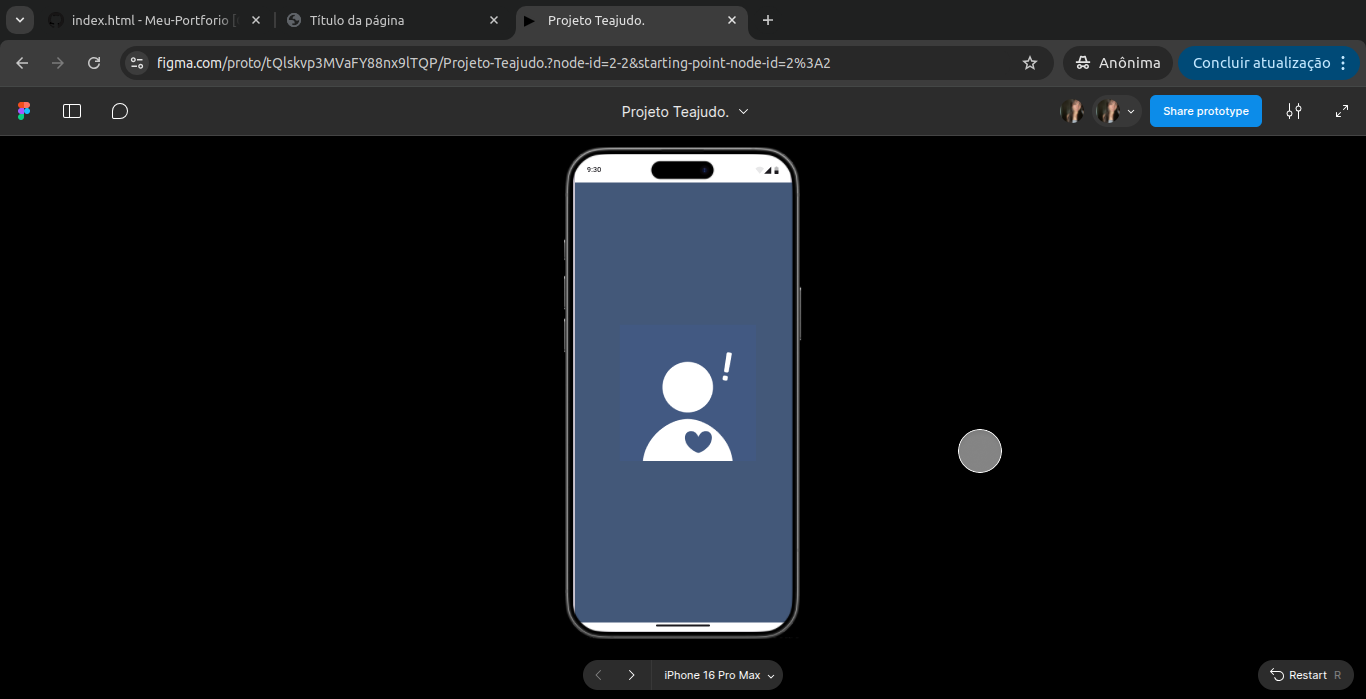 index.html - Meu-Portforio [
Título da página
Projeto Teajudo.
figma.com/proto/tQlskvp3MVaFY88nx9lTQP/Projeto-Teajudo.?node-id=2-2&starting-point-node-id=2%3A2
Anônima
Concluir atualização
Projeto Teajudo.
Share prototype
9:30
!
iPhone 16 Pro Max
Restart R